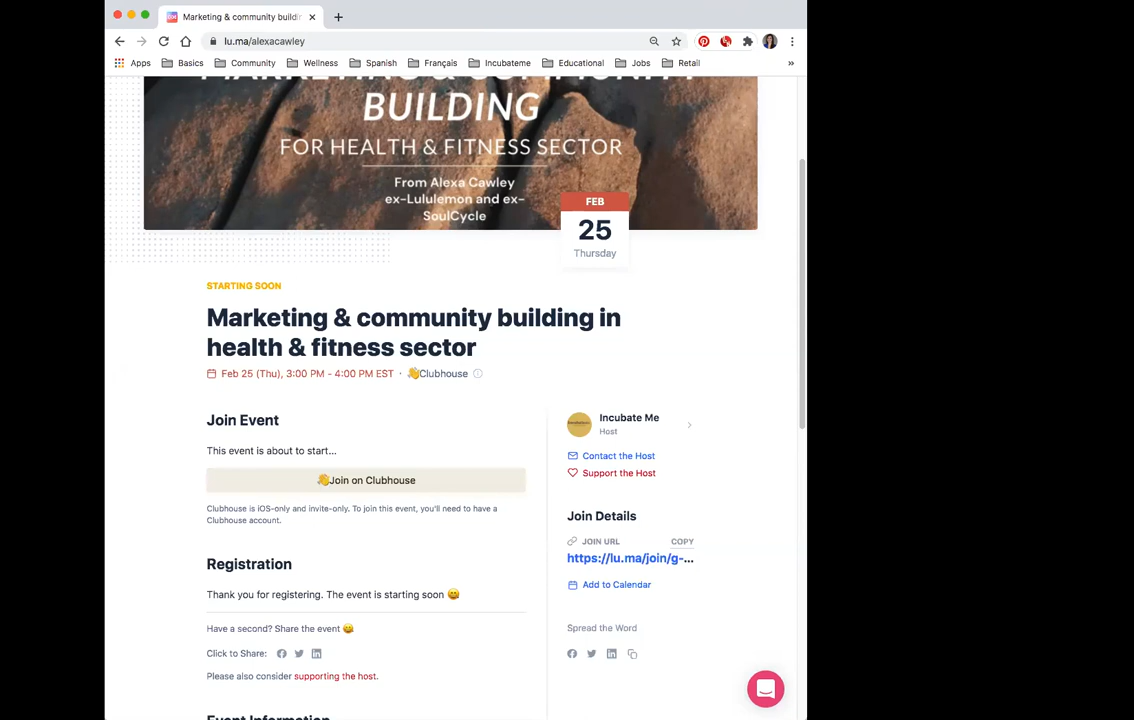 Marketing & community buildin
lu.ma/alexacawley
Apps Basics Community Wellness Spanish Français Incubateme Educational Jobs Retail »
MARKETING & COMMUNITY
BUILDING
FOR HEALTH & FITNESS SECTOR
From Alexa Cawley
ex-Lululemon and ex-
SoulCycle
FEB
25
Thursday
STARTING SOON
Marketing & community building in
health & fitness sector
Feb 25 (Thu), 3:00 PM - 4:00 PM EST · 👋Clubhouse
Join Event
This event is about to start...
👋Join on Clubhouse
Clubhouse is iOS-only and invite-only. To join this event, you'll need to have a
Clubhouse account.
Registration
Thank you for registering. The event is starting soon 😀
Have a second? Share the event 😀
Click to Share:
Please also consider supporting the host.
Event Information
Incubate Me
Host
Contact the Host
Support the Host
Join Details
JOIN URL COPY
https://lu.ma/join/g-...
Add to Calendar
Spread the Word